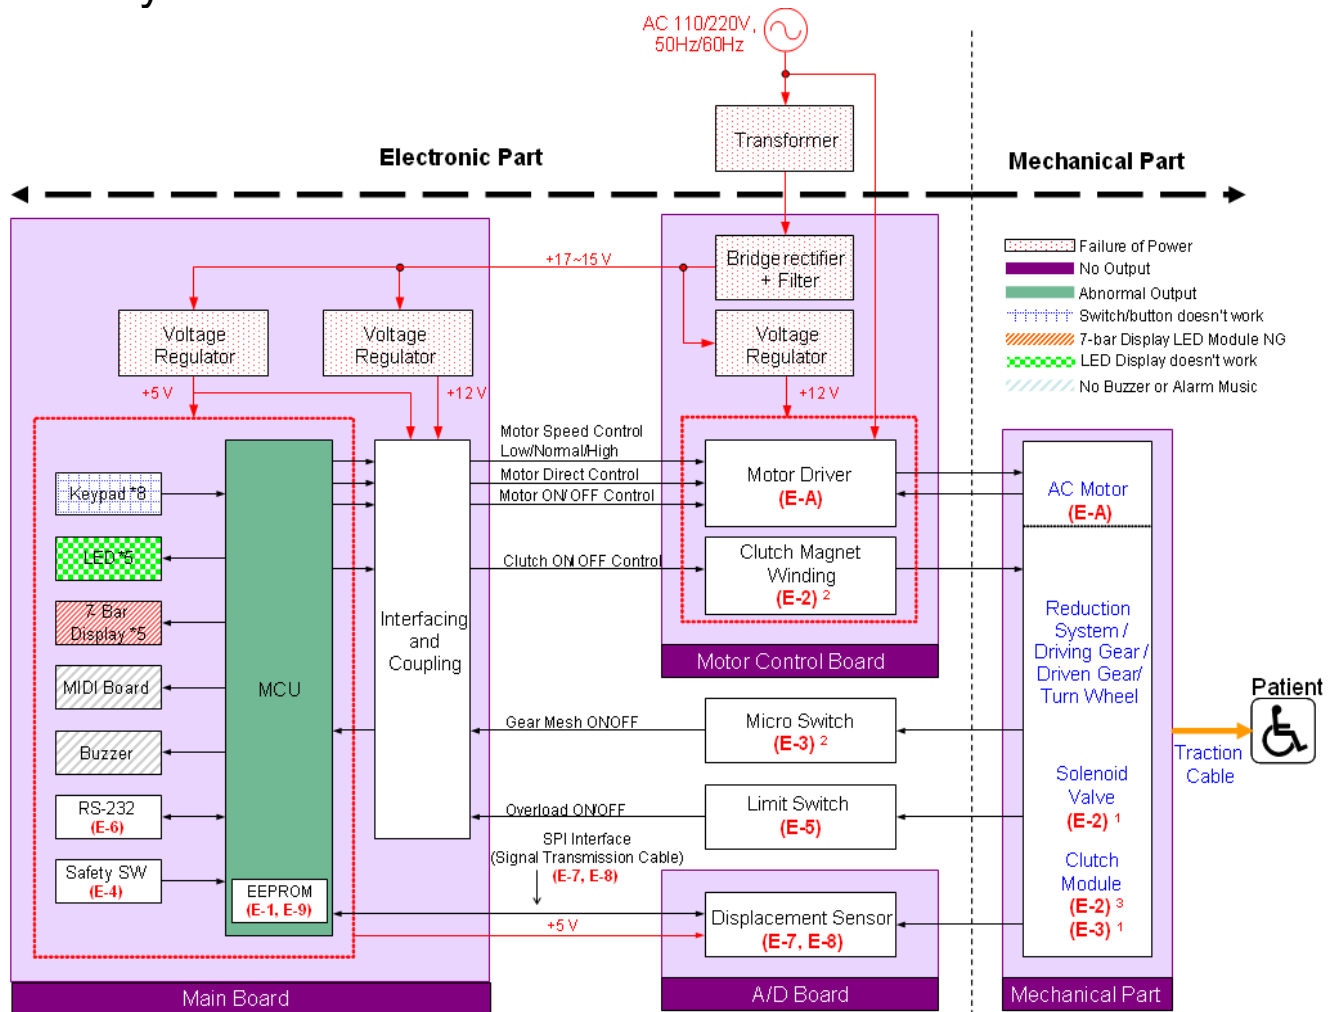 AC 110/220V,
50Hz/60Hz
Transformer
Electronic Part
Mechanical Part
Bridge rectifier
+ Filter
+17~15 V
Failure of Power
No Output
Abnormal Output
Switch/button doesn't work
7-bar Display LED Module NG
LED Display doesn't work
No Buzzer or Alarm Music
Voltage
Regulator
Voltage
Regulator
Voltage
Regulator
+5 V
+12 V
+12 V
Keypad *8
LED *5
7 Bar
Display *5
MIDI Board
Buzzer
RS-232
(E-6)
Safety SW
(E-4)
MCU
EEPROM
(E-1, E-9)
Interfacing
and
Coupling
Motor Speed Control
Low/Normal/High
Motor Direct Control
Motor ON/OFF Control
Clutch ON/OFF Control
Gear Mesh ON/OFF
Overload ON/OFF
SPI Interface
(Signal Transmission Cable)
(E-7, E-8)
+5 V
Motor Driver
(E-A)
Clutch Magnet
Winding
(E-2) 2
Motor Control Board
Micro Switch
(E-3) 2
Limit Switch
(E-5)
Displacement Sensor
(E-7, E-8)
AC Motor
(E-A)
Reduction
System /
Driving Gear /
Driven Gear/
Turn Wheel
Solenoid
Valve
(E-2) 1
Clutch
Module
(E-2) 3
(E-3) 1
Patient
Traction
Cable
Main Board
A/D Board
Mechanical Part